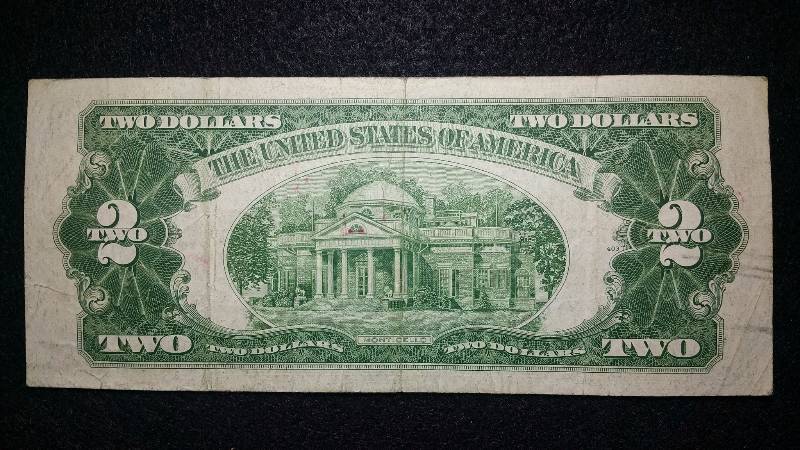 TWO DOLLARS
TWO DOLLARS
THE UNITED STATES OF AMERICA
2
TWO
2
TWO
TWO
TWO DOLLARS
MONTICELLO
TWO DOLLARS
TWO